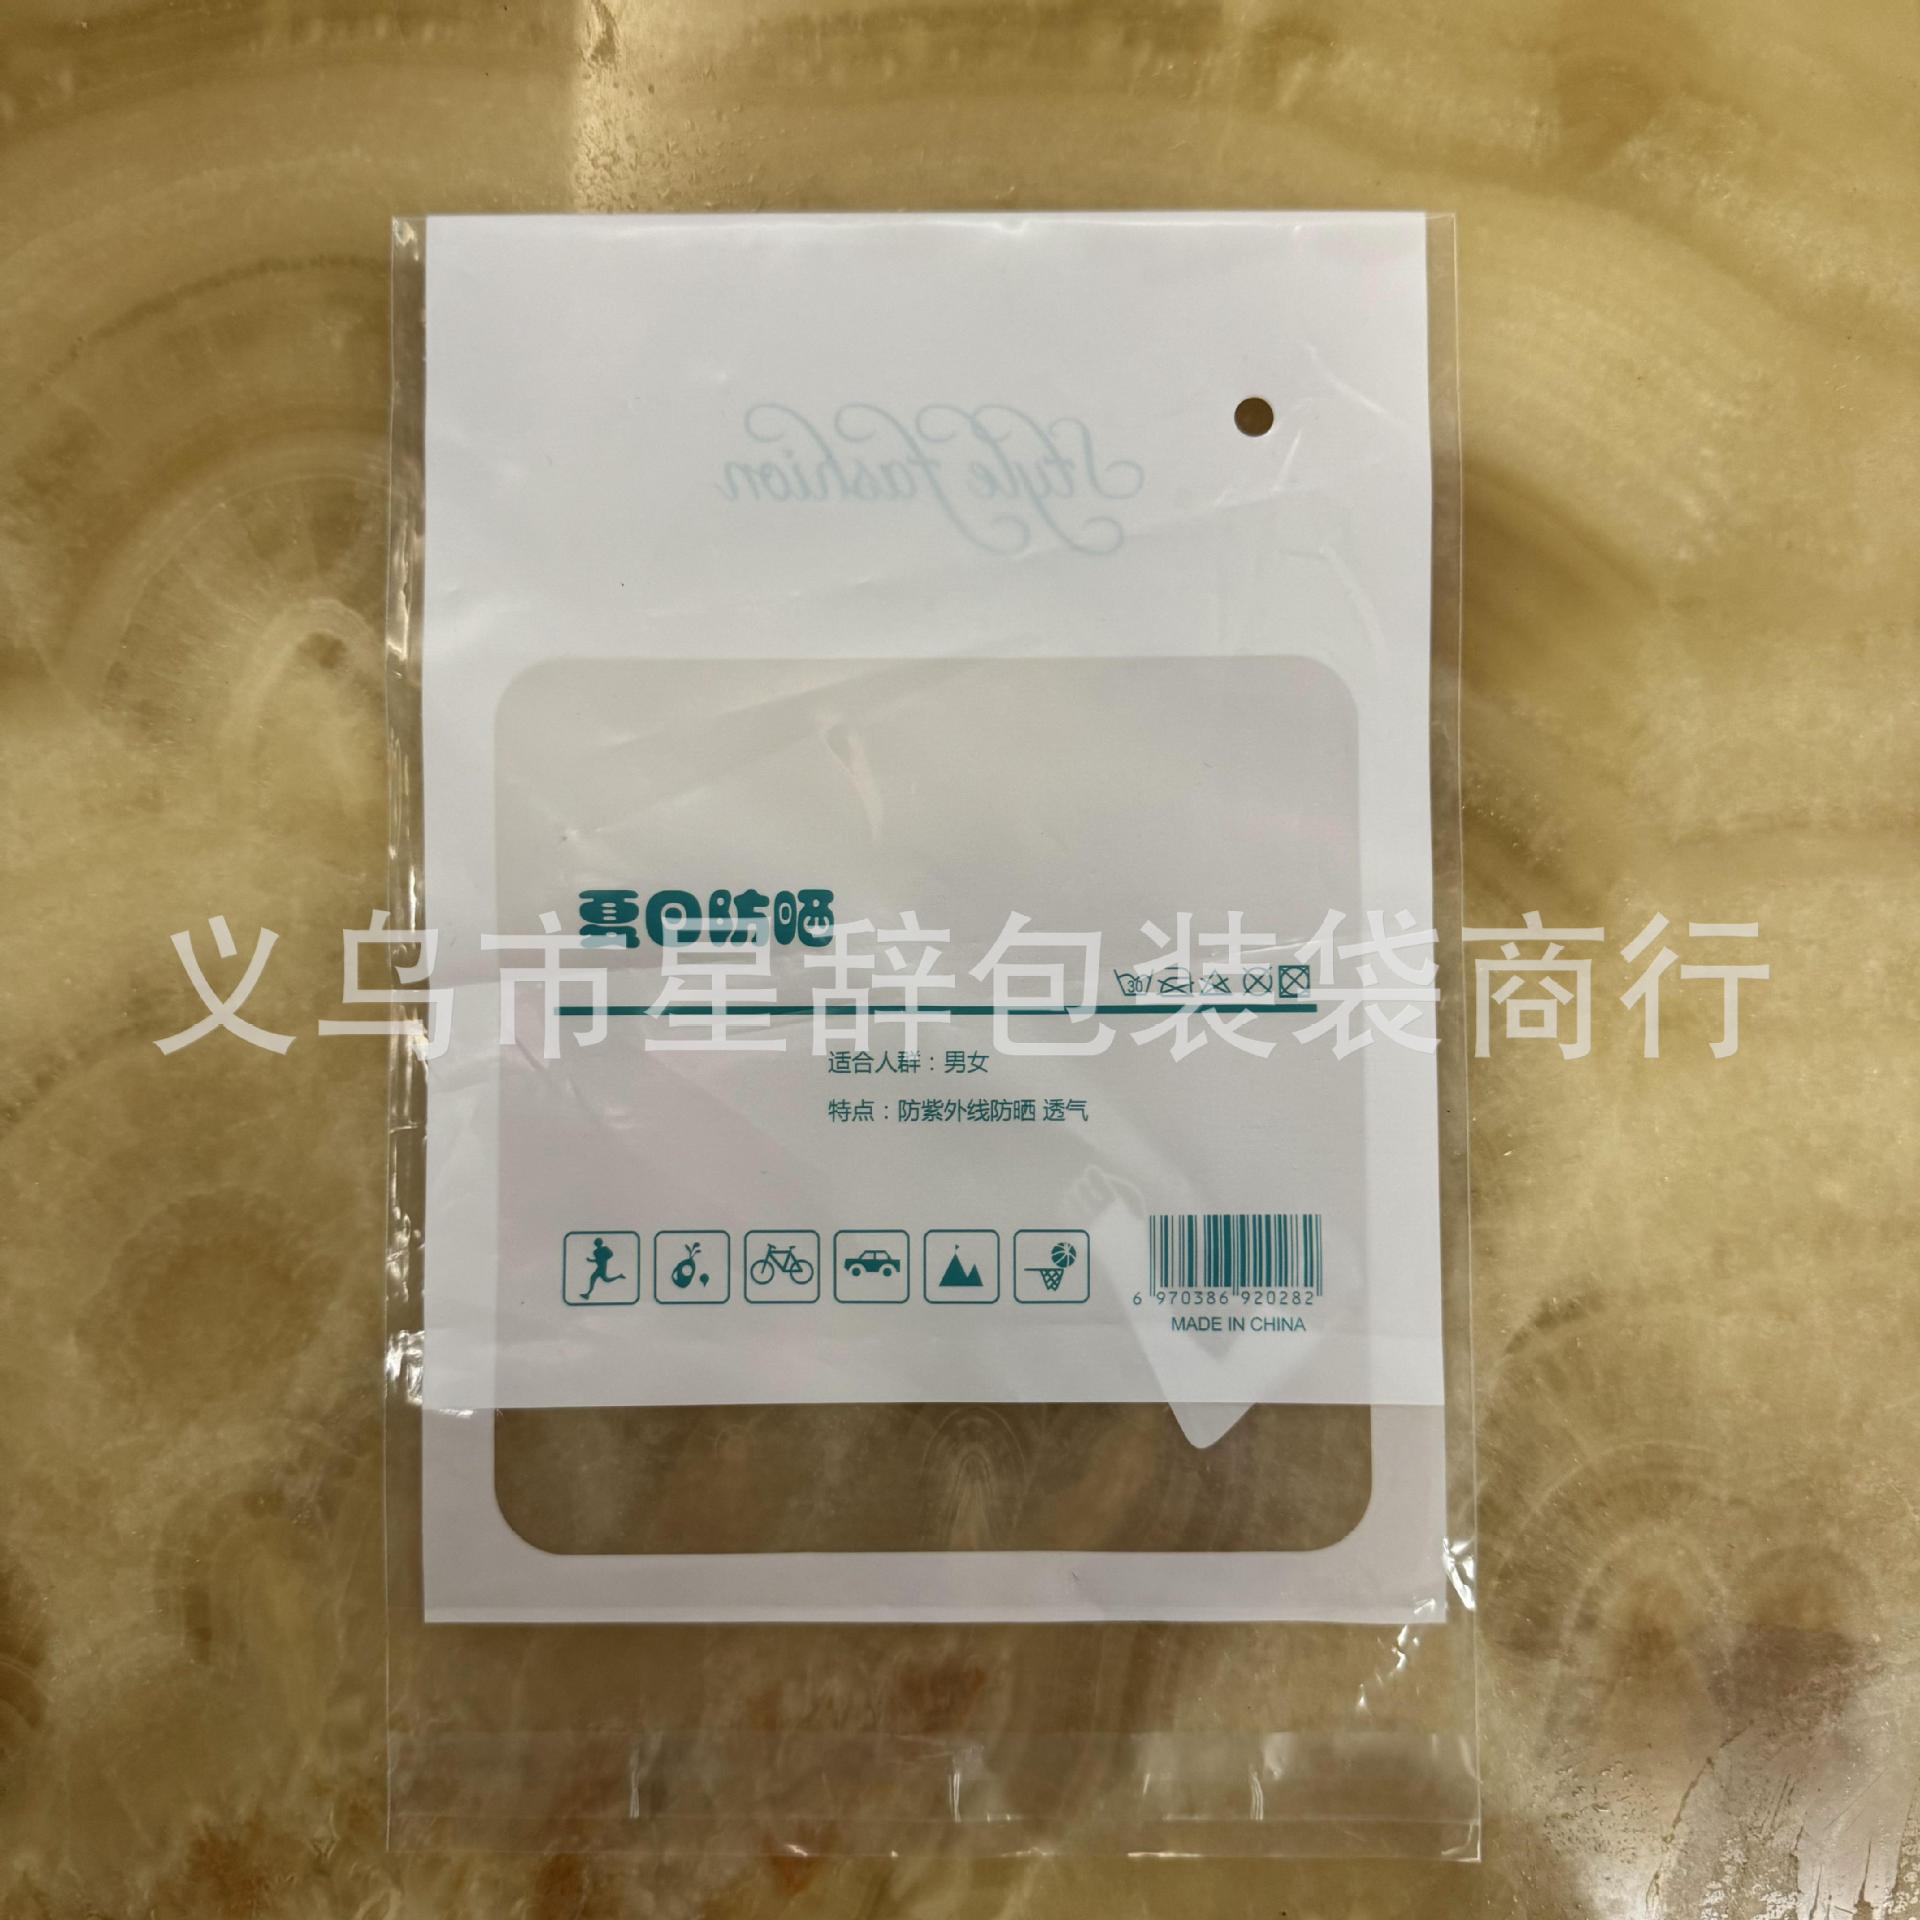 Style fashion
夏日防晒
义乌市星辞包装袋商行
30
适合人群：男女
特点：防紫外线防晒 透气
6 970386 920282
MADE IN CHINA